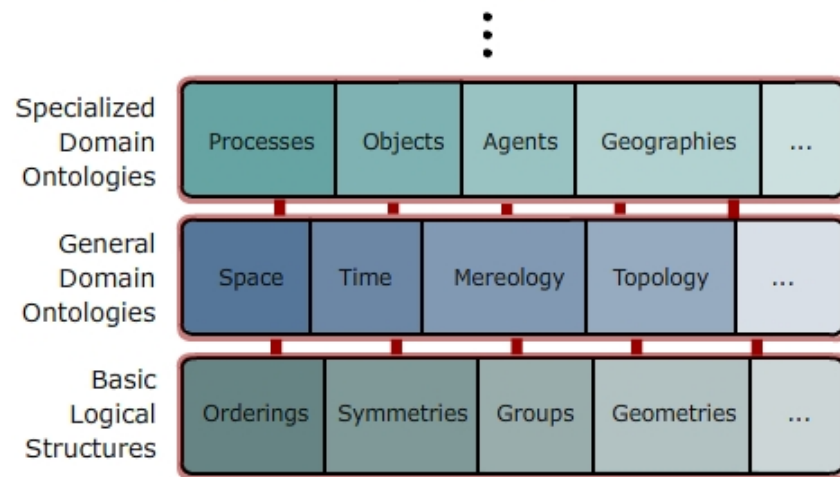 Specialized
Domain
Ontologies
Processes Objects Agents Geographies ...
General
Domain
Ontologies
Space Time Mereology Topology ...
Basic
Logical
Structures
Orderings Symmetries Groups Geometries ...